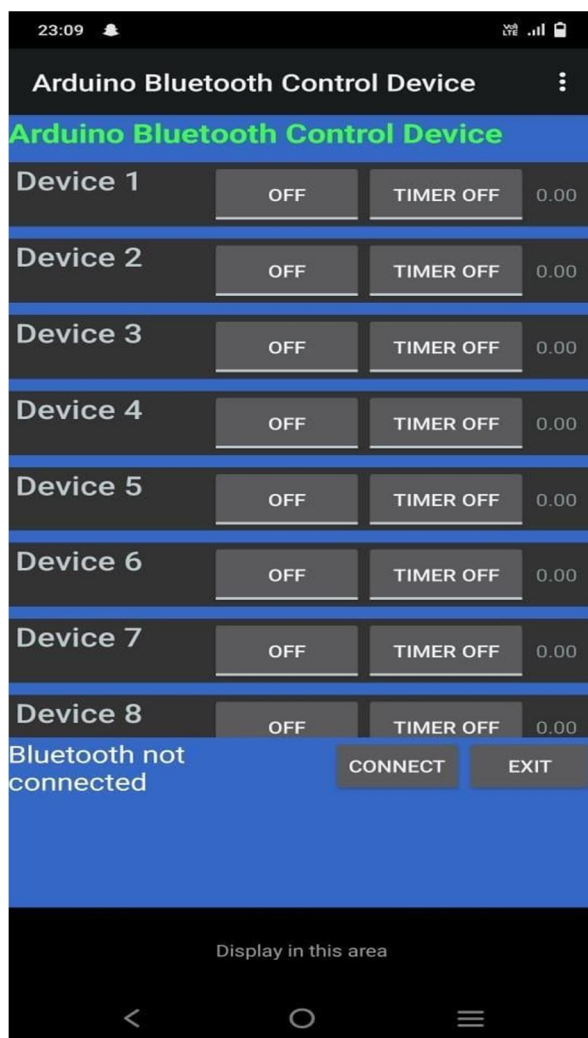 23:09 Vo) LTE
Arduino Bluetooth Control Device
Arduino Bluetooth Control Device
Device 1 OFF TIMER OFF 0.00
Device 2 OFF TIMER OFF 0.00
Device 3 OFF TIMER OFF 0.00
Device 4 OFF TIMER OFF 0.00
Device 5 OFF TIMER OFF 0.00
Device 6 OFF TIMER OFF 0.00
Device 7 OFF TIMER OFF 0.00
Device 8 OFF TIMER OFF 0.00
Bluetooth not
connected CONNECT EXIT
Display in this area